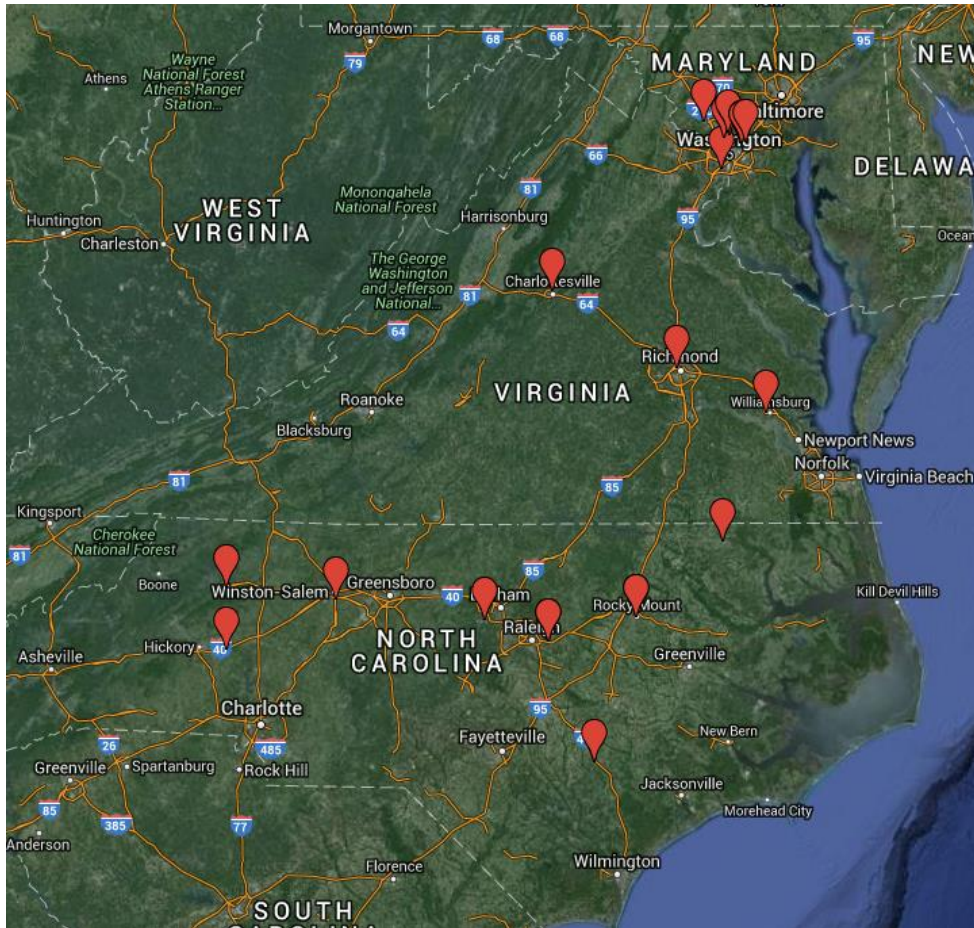 Morgantown
68
68
95
79
MARYLAND
NEW
Wayne
National Forest
Athens Ranger
Station...
Athens
70
Washington
66
DELAWA
81
Monongahela
National Forest
95
Huntington
WEST
VIRGINIA
Harrisonburg
Charleston
Ocean
The George
Washington
and Jefferson
National...
81
64
64
Richmond
VIRGINIA
Roanoke
Williamsburg
Blacksburg
Newport News
Norfolk
Virginia Beach
81
85
Kingsport
Cherokee
National Forest
81
Boone
Winston-Salem
Greensboro
40
85
Rocky Mount
Kill Devil Hills
Raleigh
NORTH
CAROLINA
Hickory
40
Greenville
Asheville
Charlotte
95
26
485
Fayetteville
New Bern
Greenville
Spartanburg
Rock Hill
Jacksonville
Morehead City
85
385
77
Anderson
Florence
Wilmington
SOUTH